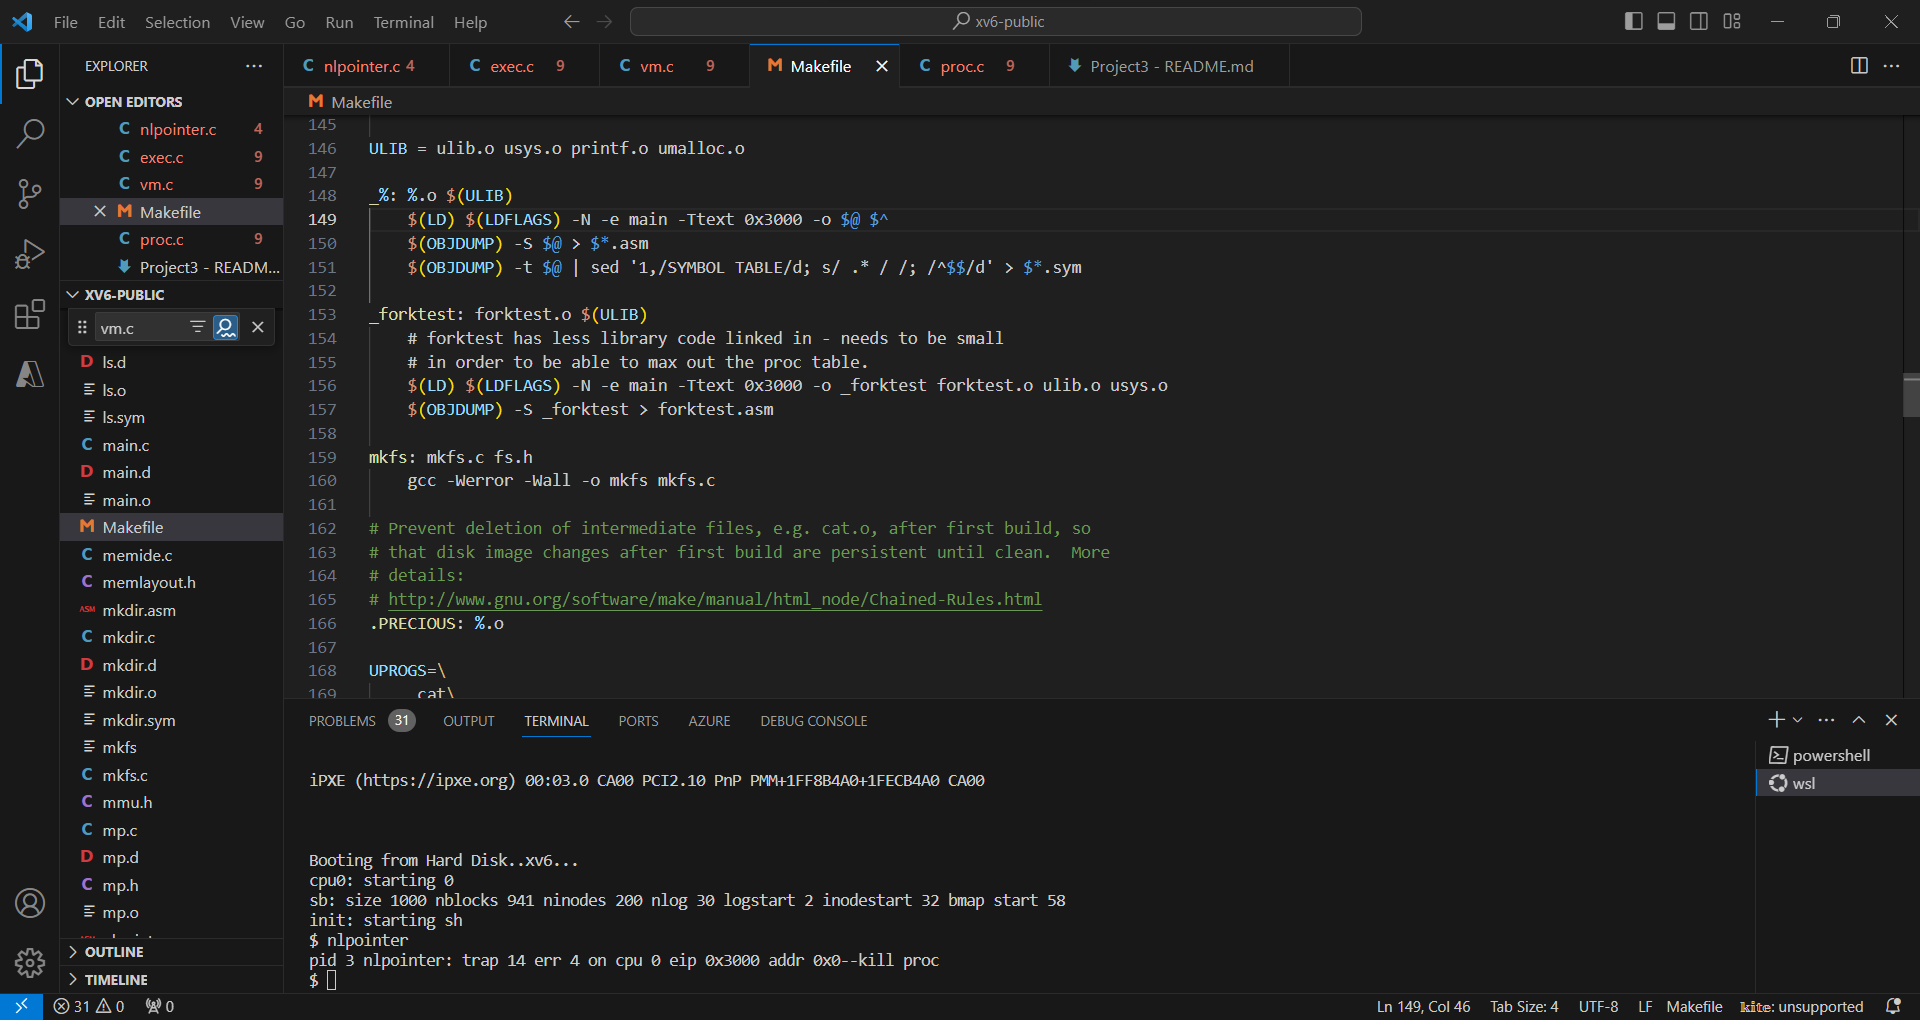 File Edit Selection View Go Run Terminal Help xv6-public
EXPLORER
OPEN EDITORS
nlpointer.c 4
exec.c 9
vm.c 9
Makefile
proc.c 9
Project3 - READM...
XV6-PUBLIC
vm.c
ls.d
ls.o
ls.sym
main.c
main.d
main.o
Makefile
memide.c
memlayout.h
mkdir.asm
mkdir.c
mkdir.d
mkdir.o
mkdir.sym
mkfs
mkfs.c
mmu.h
mp.c
mp.d
mp.h
mp.o
OUTLINE
TIMELINE
nlpointer.c 4 exec.c 9 vm.c 9 Makefile proc.c 9 Project3 - README.md
Makefile
145
146 ULIB = ulib.o usys.o printf.o umalloc.o
147
148 _%: %.o $(ULIB)
149 $(LD) $(LDFLAGS) -N -e main -Ttext 0x3000 -o $@ $^
150 $(OBJDUMP) -S $@ > $*.asm
151 $(OBJDUMP) -t $@ | sed '1,/SYMBOL TABLE/d; s/ .* / /; /^$$/d' > $*.sym
152
153 _forktest: forktest.o $(ULIB)
154 # forktest has less library code linked in - needs to be small
155 # in order to be able to max out the proc table.
156 $(LD) $(LDFLAGS) -N -e main -Ttext 0x3000 -o _forktest forktest.o ulib.o usys.o
157 $(OBJDUMP) -S _forktest > forktest.asm
158
159 mkfs: mkfs.c fs.h
160 gcc -Werror -Wall -o mkfs mkfs.c
161
162 # Prevent deletion of intermediate files, e.g. cat.o, after first build, so
163 # that disk image changes after first build are persistent until clean.  More
164 # details:
165 # http://www.gnu.org/software/make/manual/html_node/Chained-Rules.html
166 .PRECIOUS: %.o
167
168 UPROGS=\
169 cat\
PROBLEMS 31 OUTPUT TERMINAL PORTS AZURE DEBUG CONSOLE
iPXE (https://ipxe.org) 00:03.0 CA00 PCI2.10 PnP PMM+1FF8B4A0+1FECB4A0 CA00
Booting from Hard Disk..xv6...
cpu0: starting 0
sb: size 1000 nblocks 941 ninodes 200 nlog 30 logstart 2 inodestart 32 bmap start 58
init: starting sh
$ nlpointer
pid 3 nlpointer: trap 14 err 4 on cpu 0 eip 0x3000 addr 0x0--kill proc
$
powershell
wsl
31 0 0 Ln 149, Col 46 Tab Size: 4 UTF-8 LF Makefile kite: unsupported